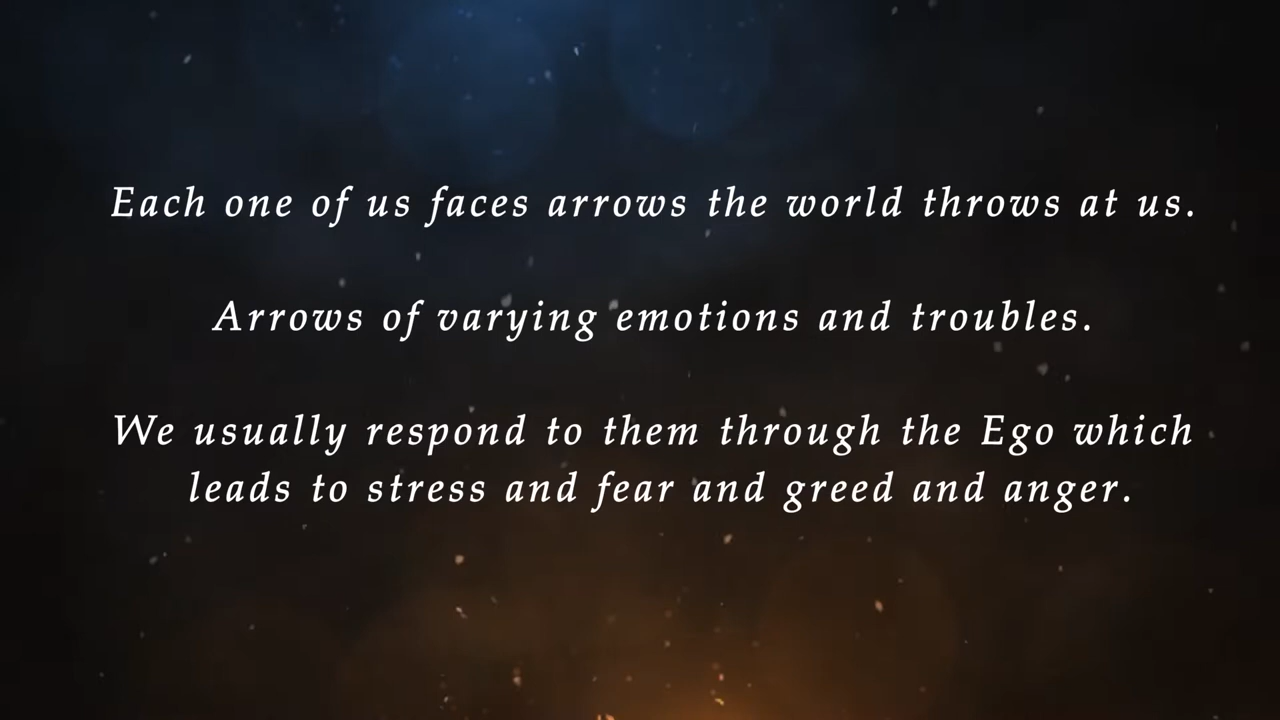 Each one of us faces arrows the world throws at us.
Arrows of varying emotions and troubles.
We usually respond to them through the Ego which
leads to stress and fear and greed and anger.